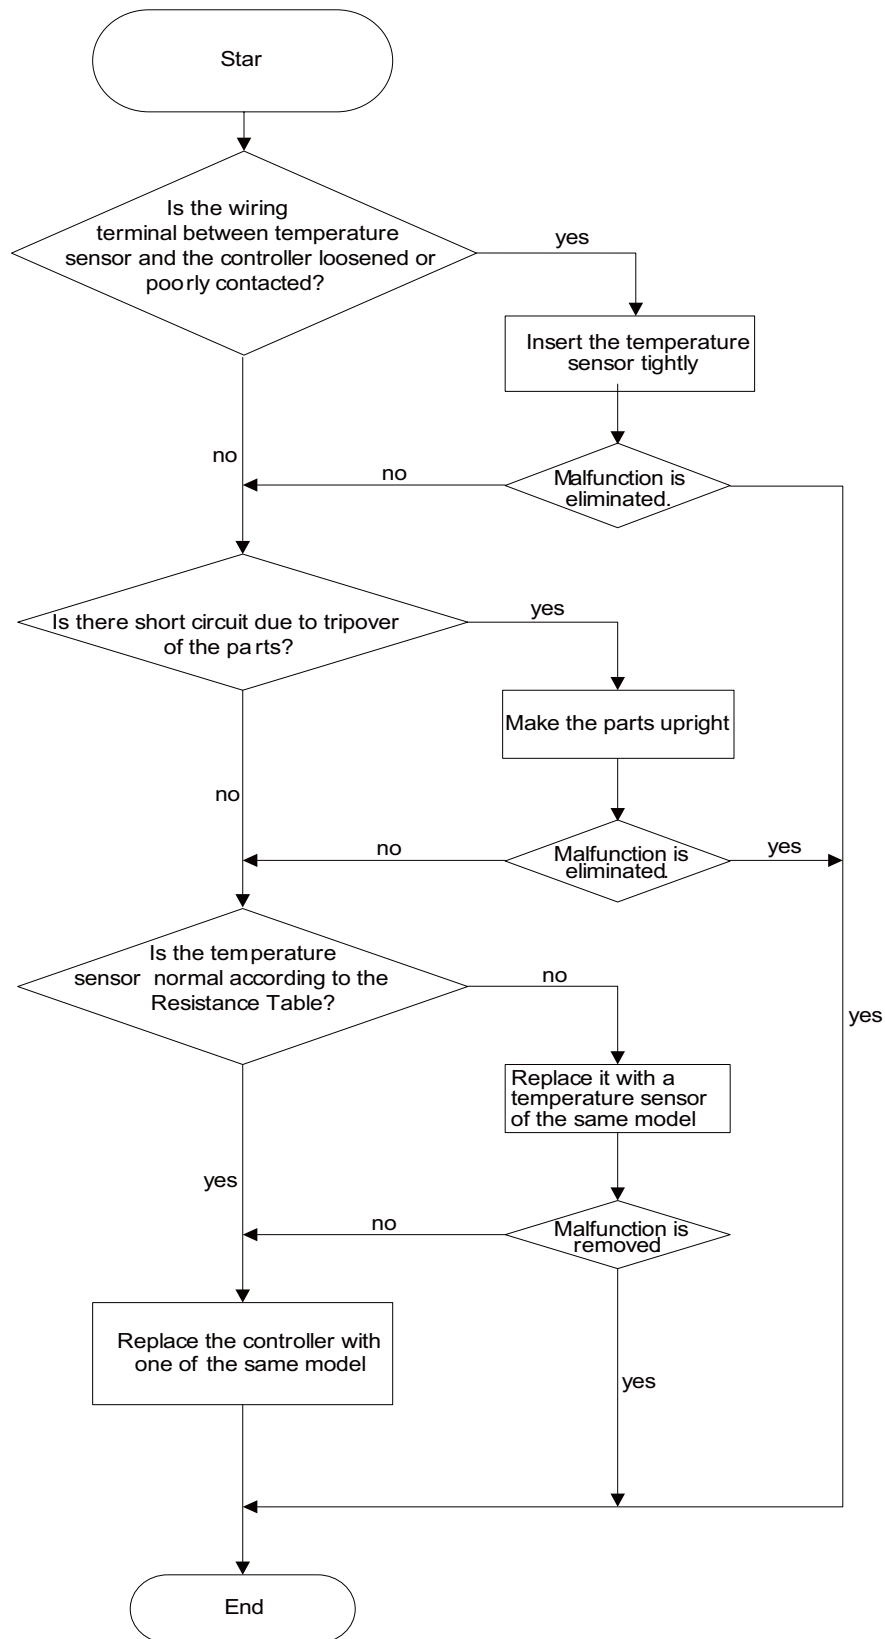 Star
Is the wiring
terminal between temperature
sensor and the controller loosened or
poorly contacted?
yes
Insert the temperature
sensor tightly
no
no
Malfunction is
eliminated.
Is there short circuit due to tripover
of the parts?
yes
Make the parts upright
no
no
Malfunction is
eliminated.
yes
Is the temperature
sensor normal according to the
Resistance Table?
no
yes
Replace it with a
temperature sensor
of the same model
yes
no
Malfunction is
removed
Replace the controller with
one of the same model
yes
End